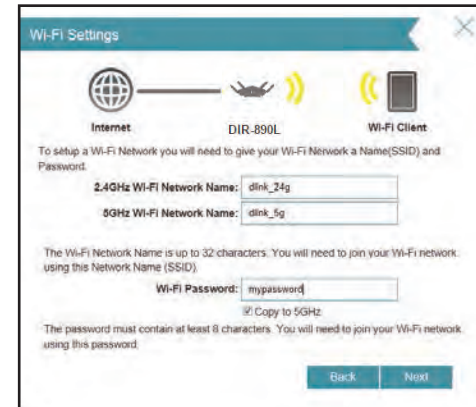 Wi-Fi Settings
Internet
DIR-890L
Wi-Fi Client
To setup a Wi-Fi Network you will need to give your Wi-Fi Network a Name(SSID) and
Password.
2.4GHz Wi-Fi Network Name: dlink_24g
5GHz Wi-Fi Network Name: dlink_5g
The Wi-Fi Network Name is up to 32 characters. You will need to join your Wi-Fi network
using this Network Name (SSID)
Wi-Fi Password: mypassword
Copy to 5GHz
The password must contain at least 8 characters. You will need to join your Wi-Fi network
using this password.
Back Next